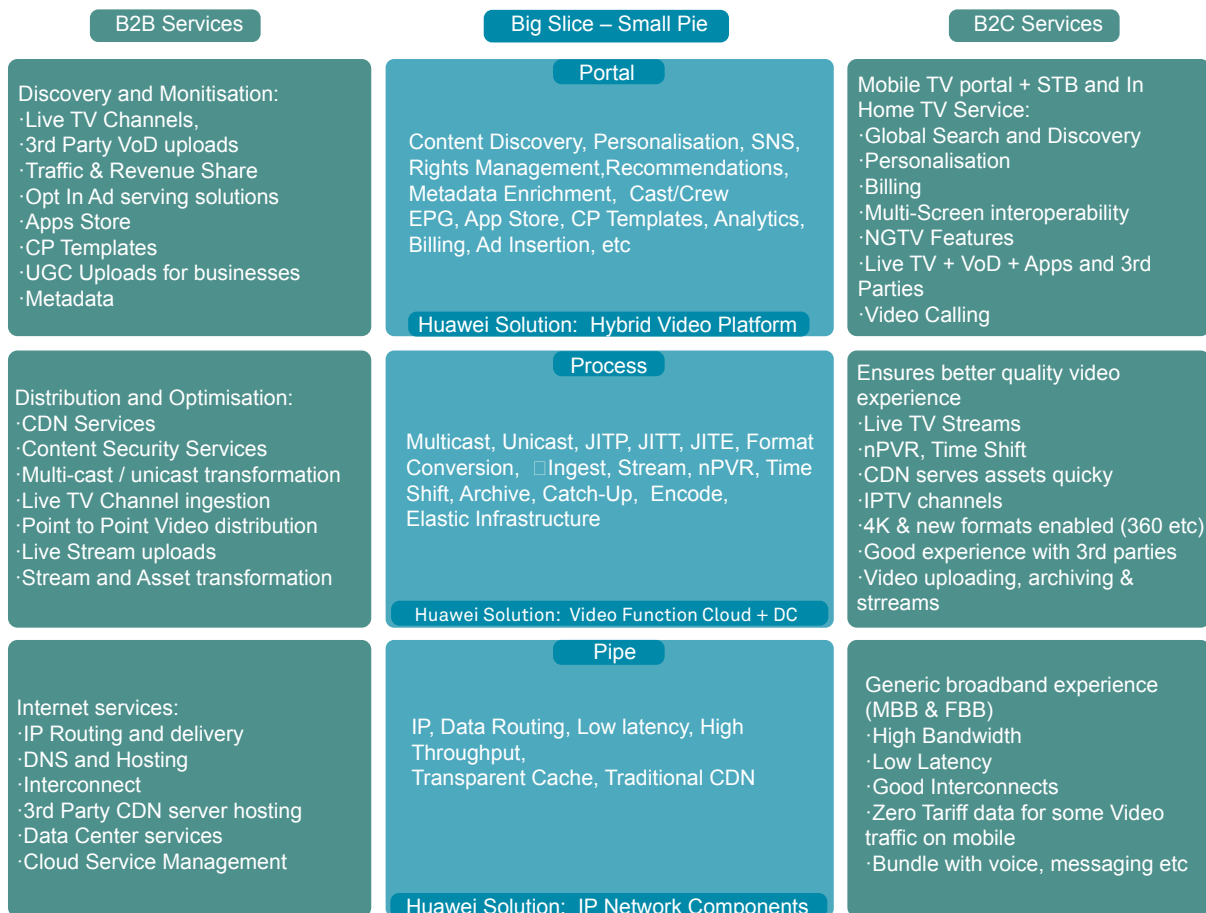 B2B Services
Big Slice – Small Pie
B2C Services
Discovery and Monitisation:
·Live TV Channels,
·3rd Party VoD uploads
·Traffic & Revenue Share
·Opt In Ad serving solutions
·Apps Store
·CP Templates
·UGC Uploads for businesses
·Metadata
Portal
Content Discovery, Personalisation, SNS,
Rights Management,Recommendations,
Metadata Enrichment,  Cast/Crew
EPG, App Store, CP Templates, Analytics,
Billing, Ad Insertion, etc
Huawei Solution:  Hybrid Video Platform
Mobile TV portal + STB and In
Home TV Service:
·Global Search and Discovery
·Personalisation
·Billing
·Multi-Screen interoperability
·NGTV Features
·Live TV + VoD + Apps and 3rd
Parties
·Video Calling
Distribution and Optimisation:
·CDN Services
·Content Security Services
·Multi-cast / unicast transformation
·Live TV Channel ingestion
·Point to Point Video distribution
·Live Stream uploads
·Stream and Asset transformation
Process
Multicast, Unicast, JITP, JITT, JITE, Format
Conversion,  □Ingest, Stream, nPVR, Time
Shift, Archive, Catch-Up,  Encode,
Elastic Infrastructure
Huawei Solution:  Video Function Cloud + DC
Ensures better quality video
experience
·Live TV Streams
·nPVR, Time Shift
·CDN serves assets quicky
·IPTV channels
·4K & new formats enabled (360 etc)
·Good experience with 3rd parties
·Video uploading, archiving &
strreams
Internet services:
·IP Routing and delivery
·DNS and Hosting
·Interconnect
·3rd Party CDN server hosting
·Data Center services
·Cloud Service Management
Pipe
IP, Data Routing, Low latency, High
Throughput,
Transparent Cache, Traditional CDN
Huawei Solution:  IP Network Components
Generic broadband experience
(MBB & FBB)
·High Bandwidth
·Low Latency
·Good Interconnects
·Zero Tariff data for some Video
traffic on mobile
·Bundle with voice, messaging etc